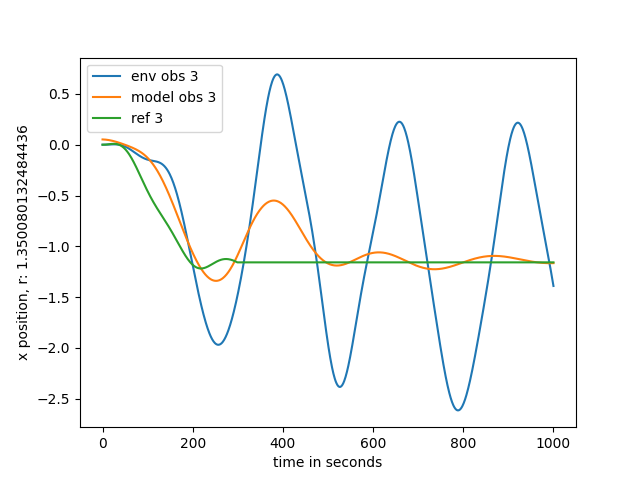 env obs 3
model obs 3
ref 3
x position, r: 1.350080132484436
0.5
0.0
−0.5
−1.0
−1.5
−2.0
−2.5
0 200 400 600 800 1000
time in seconds